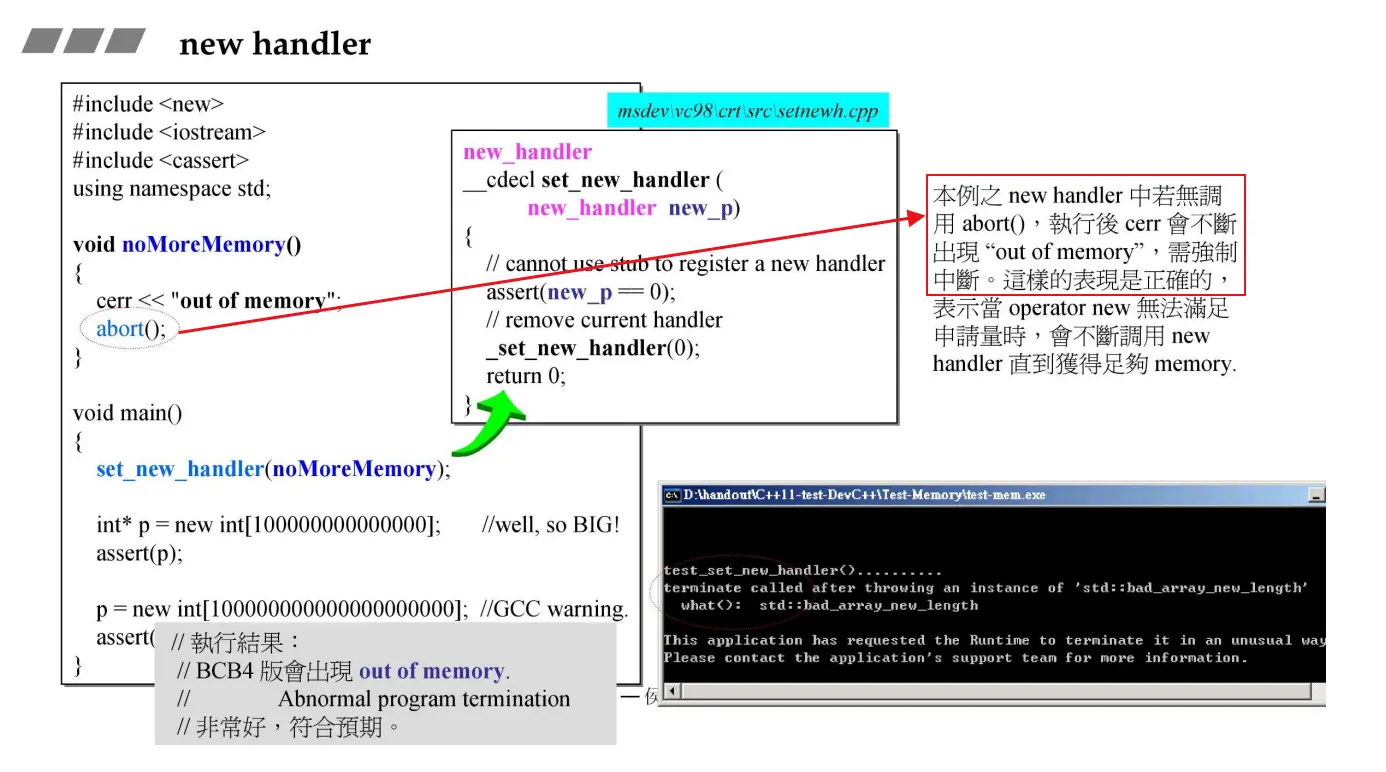 new handler
#include <new>
#include <iostream>
#include <cassert>
using namespace std;
void noMoreMemory()
{
cerr << "out of memory";
abort();
}
void main()
{
set_new_handler(noMoreMemory);
int* p = new int[100000000000000]; //well, so BIG!
assert(p);
p = new int[100000000000000000000]; //GCC warning.
assert(
}
// 執行結果：
// BCB4 版會出現 out of memory.
// Abnormal program termination
// 非常好，符合預期。
msdev\vc98\crt\src\setnewh.cpp
new_handler
__cdecl set_new_handler (
new_handler new_p)
{
// cannot use stub to register a new handler
assert(new_p == 0);
// remove current handler
_set_new_handler(0);
return 0;
}
本例之 new handler 中若無調
用 abort()，執行後 cerr 會不斷
出現 “out of memory”，需強制
中斷。這樣的表現是正確的，
表示當 operator new 無法滿足
申請量時，會不斷調用 new
handler 直到獲得足夠 memory.
D:\handout\C++11-test-DevC++\Test-Memory\test-mem.exe
test_set_new_handler()..........
terminate called after throwing an instance of 'std::bad_array_new_length'
what(): std::bad_array_new_length
This application has requested the Runtime to terminate it in an unusual way
Please contact the application's support team for more information.